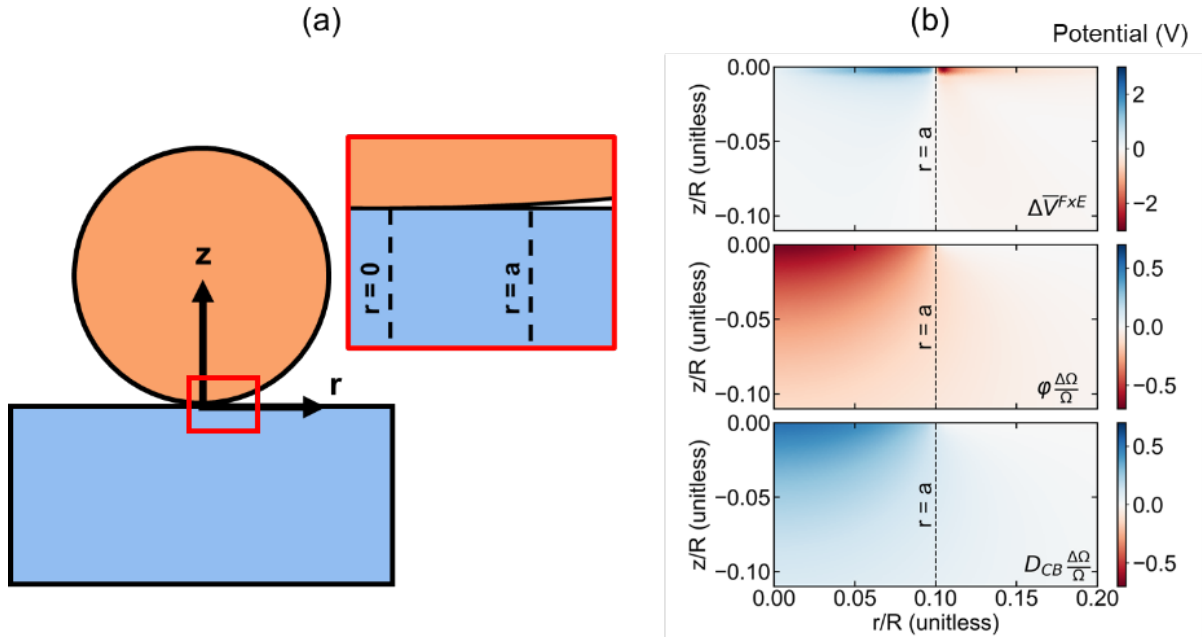 (a)
z
r
r = 0
r = a
(b)
Potential (V)
z/R (unitless)
0.00
−0.05
−0.10
r = a
ΔV̅ᶠˣᴱ
2
0
−2
z/R (unitless)
0.00
−0.05
−0.10
r = a
φ ΔΩ/Ω
0.5
0.0
−0.5
z/R (unitless)
0.00
−0.05
−0.10
r = a
D_CB ΔΩ/Ω
0.5
0.0
−0.5
0.00 0.05 0.10 0.15 0.20
r/R (unitless)